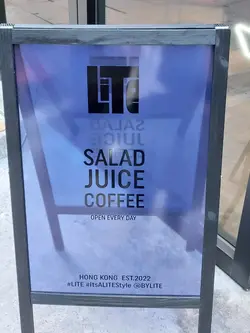 LiTE
SALAD
JUICE
COFFEE
OPEN EVERY DAY
HONG KONG EST.2022
#LITE #itsALITEStyle @BYLITE